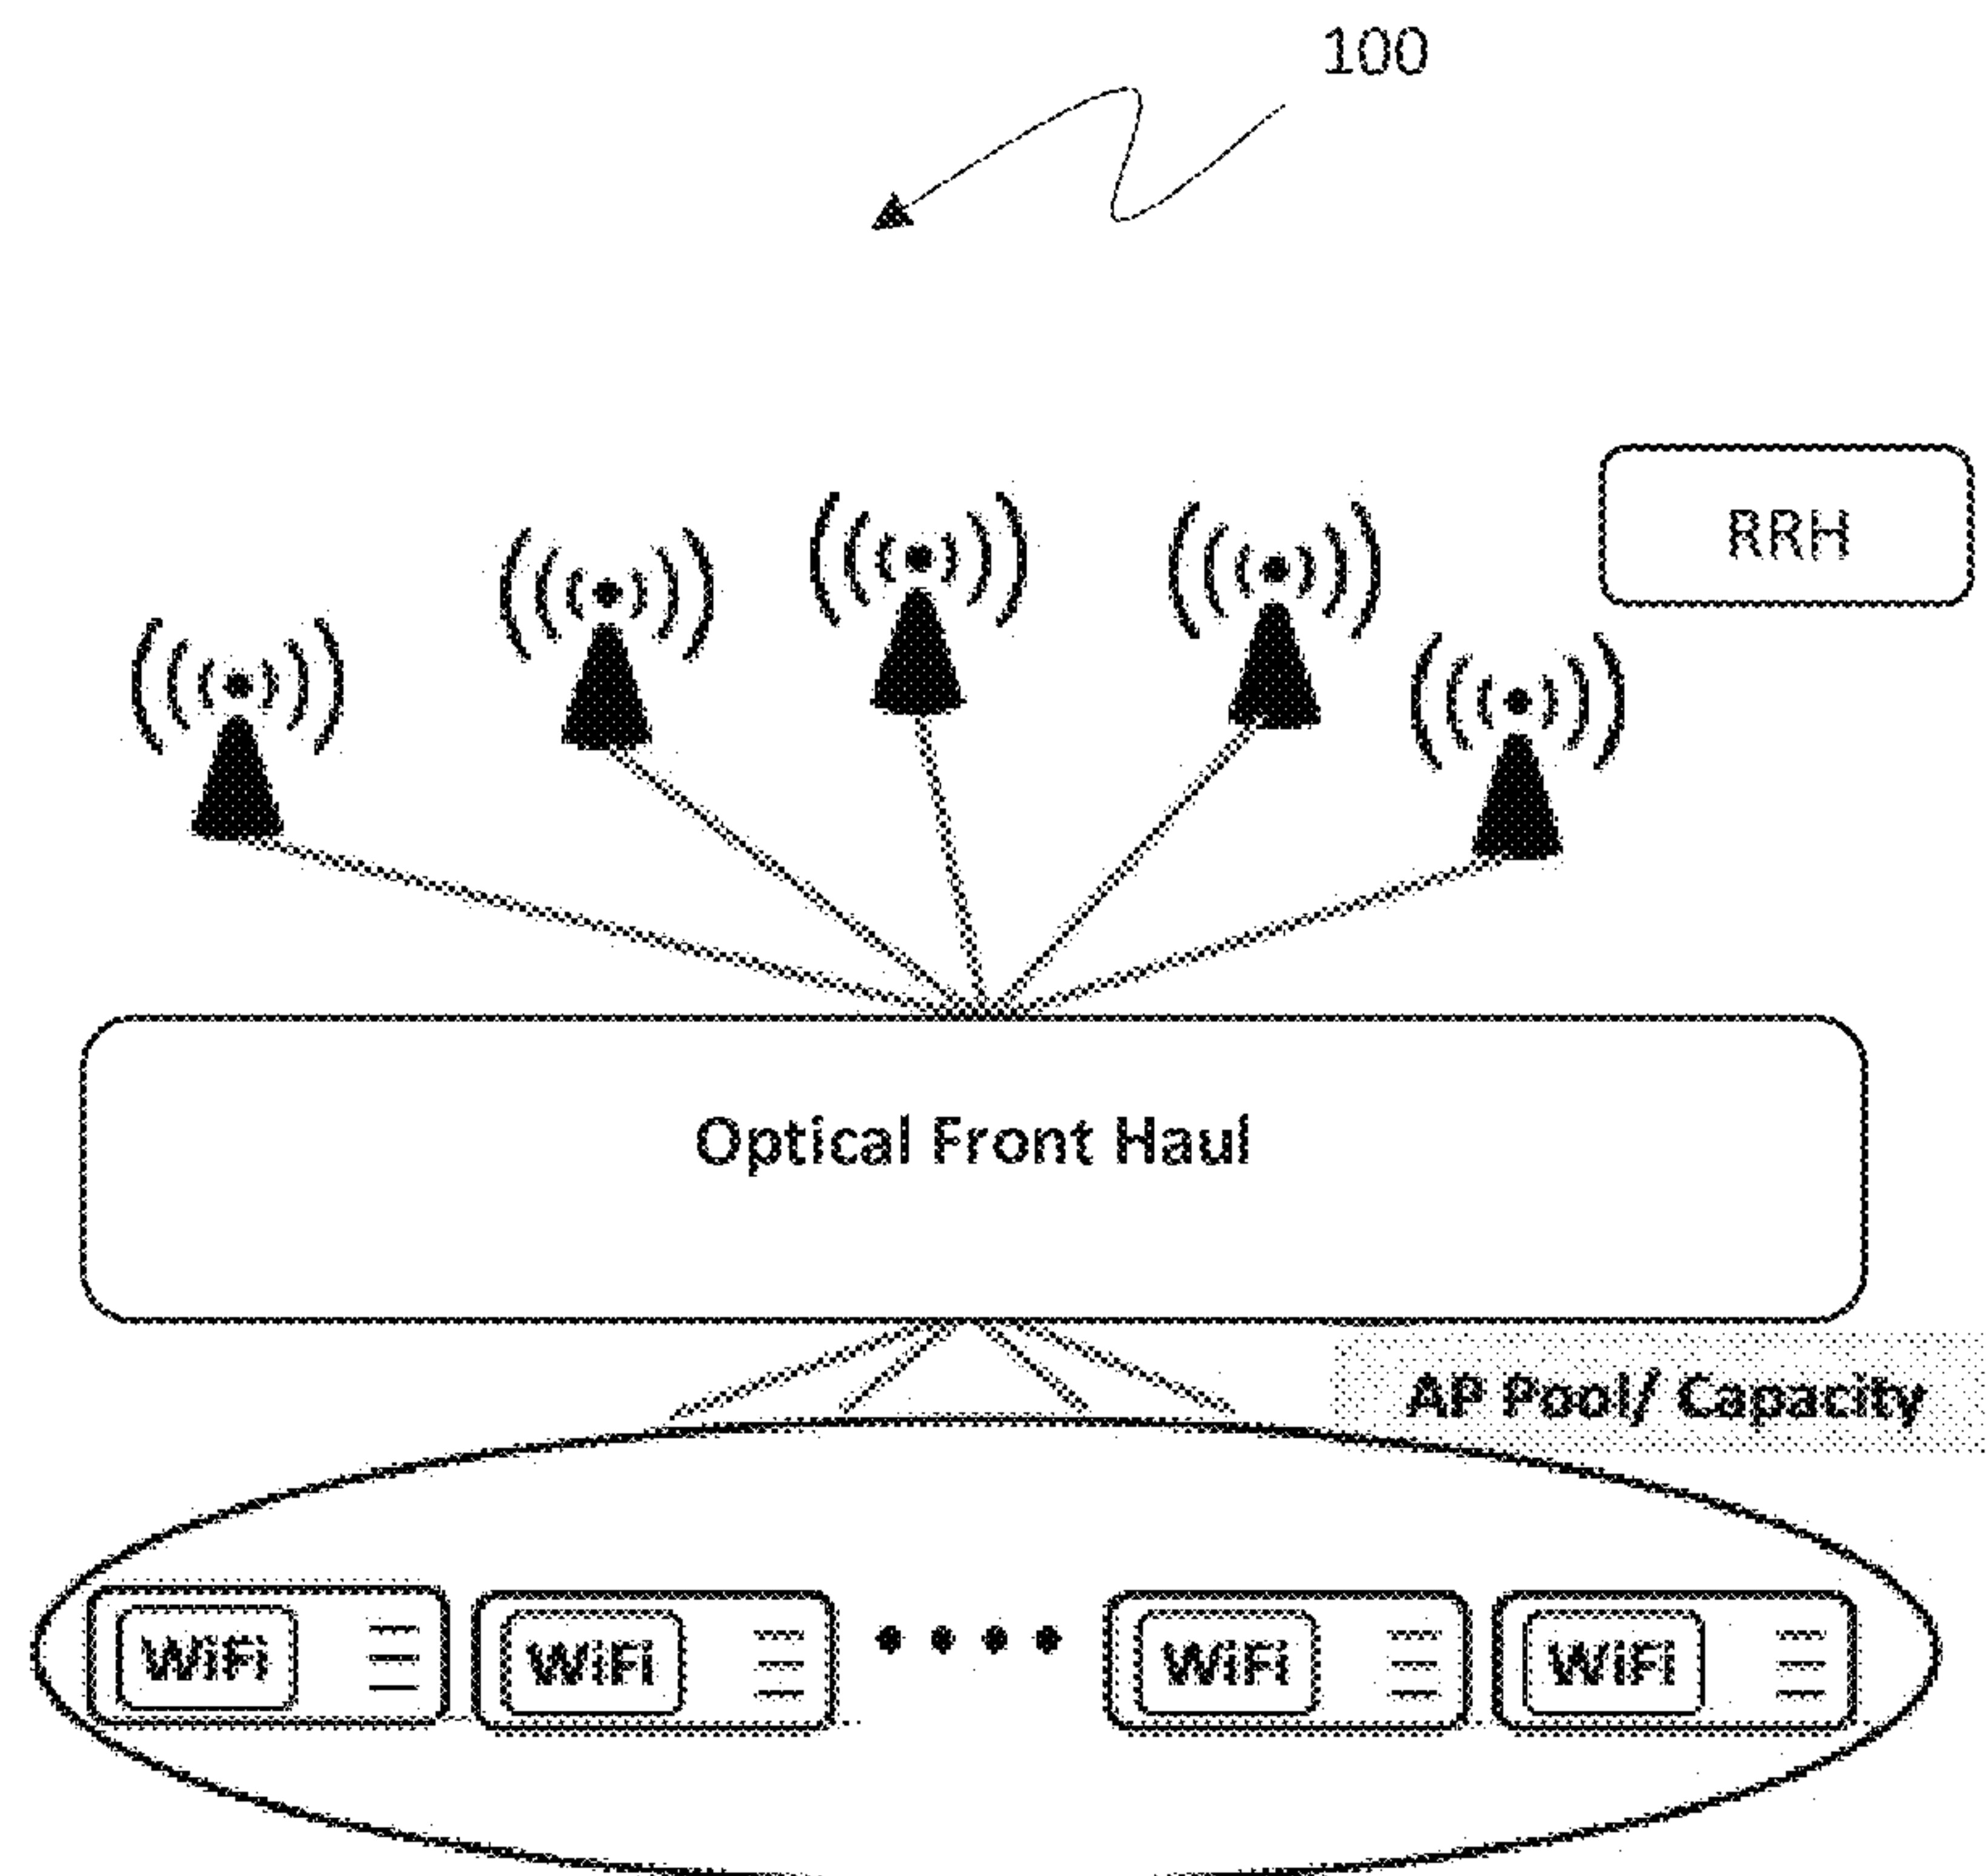 100
RRH
Optical Front Haul
AP Pool/ Capacity
WiFi WiFi WiFi WiFi